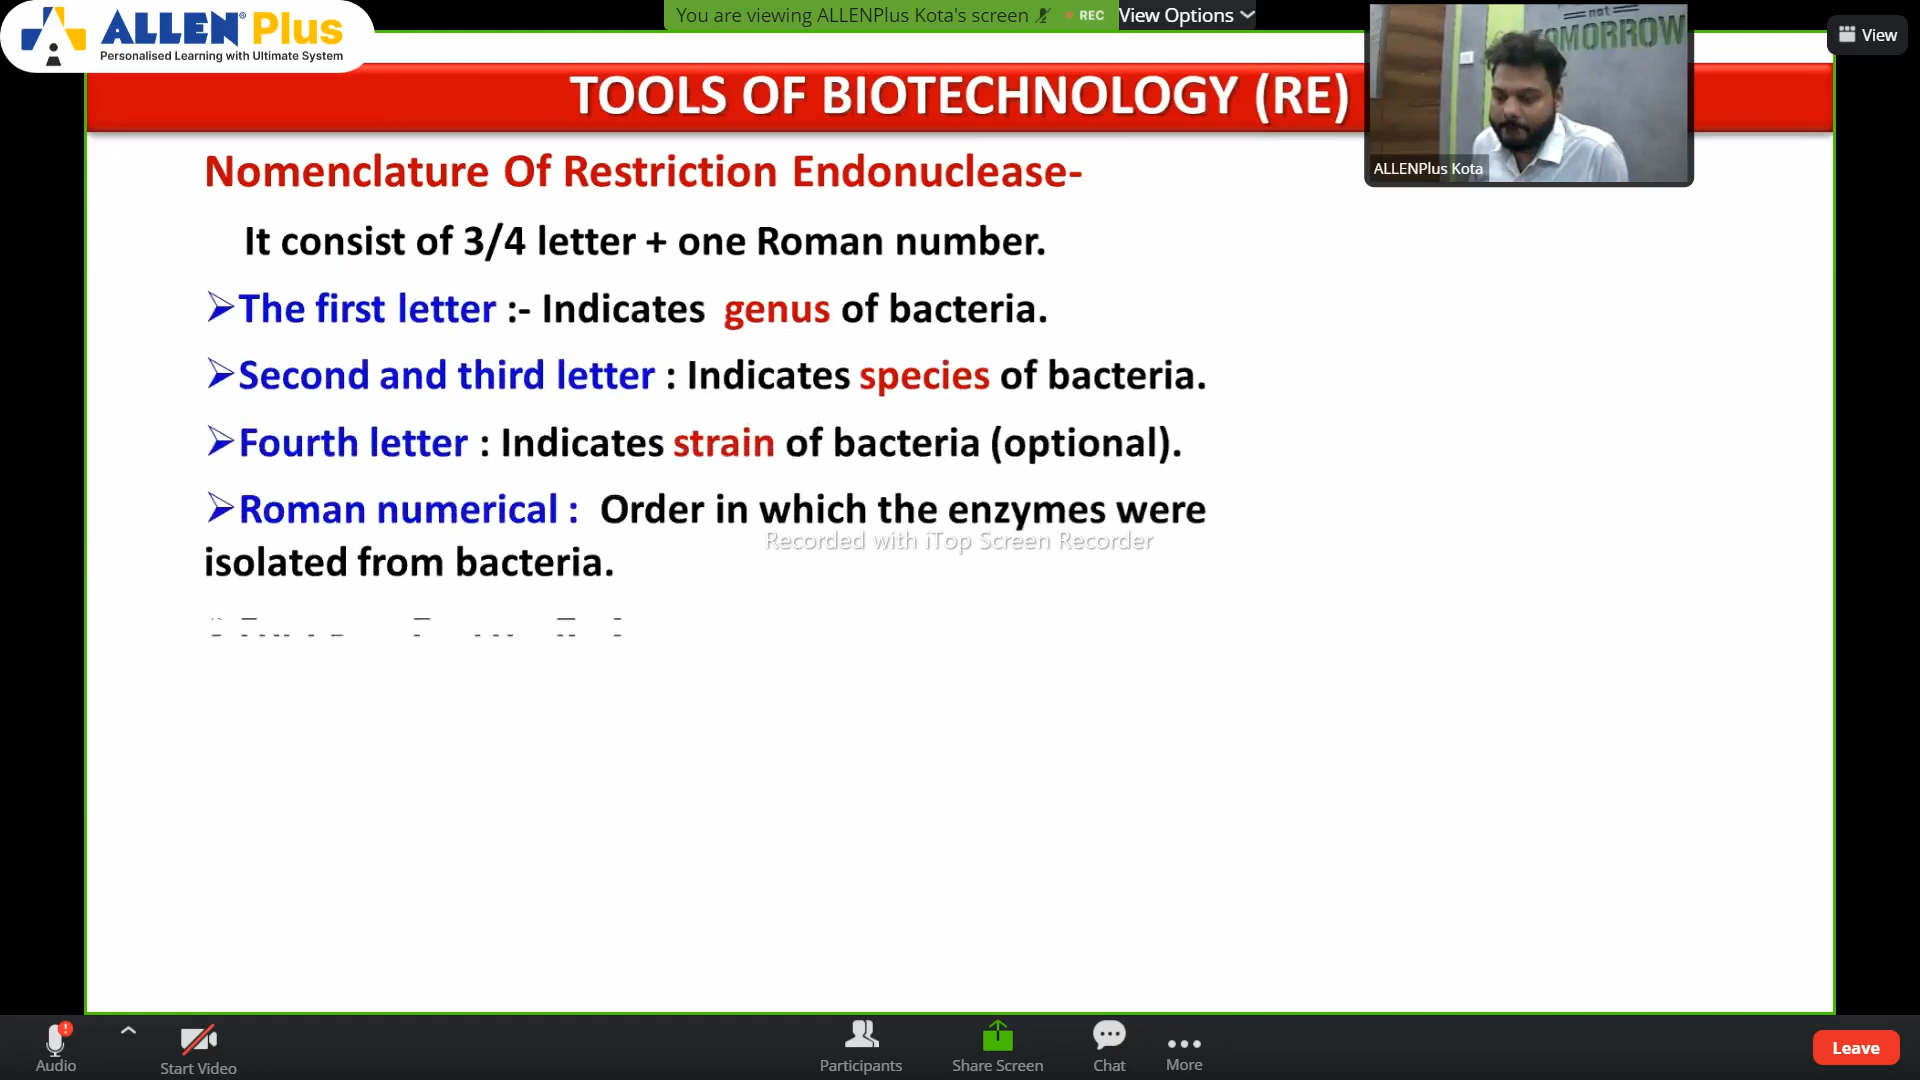 ALLEN® Plus
Personalised Learning with Ultimate System
You are viewing ALLENPlus Kota's screen
REC
View Options
not
TOMORROW
View
TOOLS OF BIOTECHNOLOGY (RE)
ALLENPlus Kota
Nomenclature Of Restriction Endonuclease-
It consist of 3/4 letter + one Roman number.
➢The first letter :- Indicates genus of bacteria.
➢Second and third letter : Indicates species of bacteria.
➢Fourth letter : Indicates strain of bacteria (optional).
➢Roman numerical : Order in which the enzymes were
isolated from bacteria.
Recorded with iTop Screen Recorder
Audio
Start Video
Participants
Share Screen
Chat
More
Leave